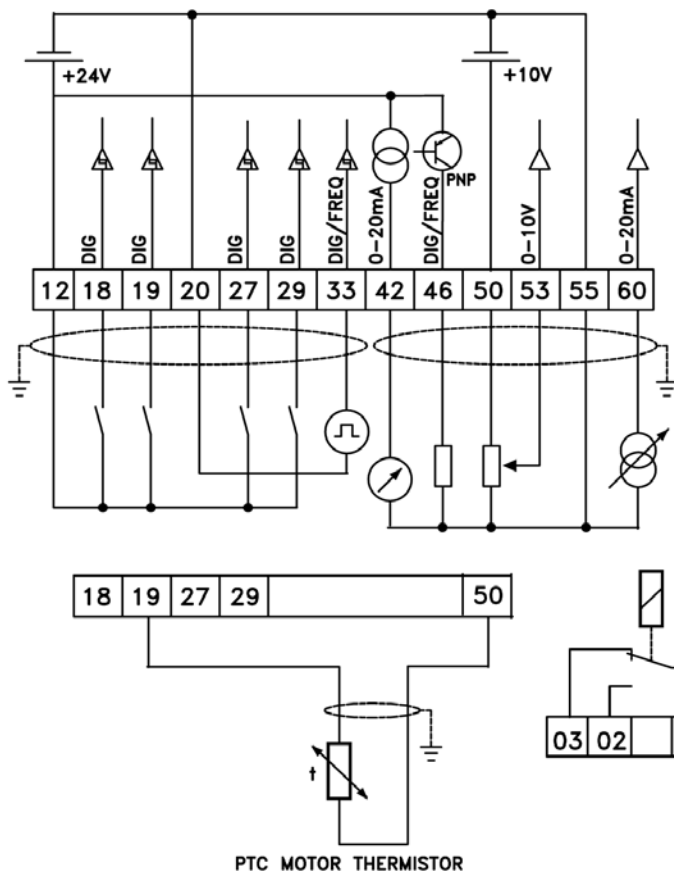 +24V
+10V
DIG
DIG
DIG
DIG
DIG/FREQ
0-20mA
DIG/FREQ
PNP
0-10V
0-20mA
12 18 19 20 27 29 33 42 46 50 53 55 60
18 19 27 29 50
03 02
t
PTC MOTOR THERMISTOR